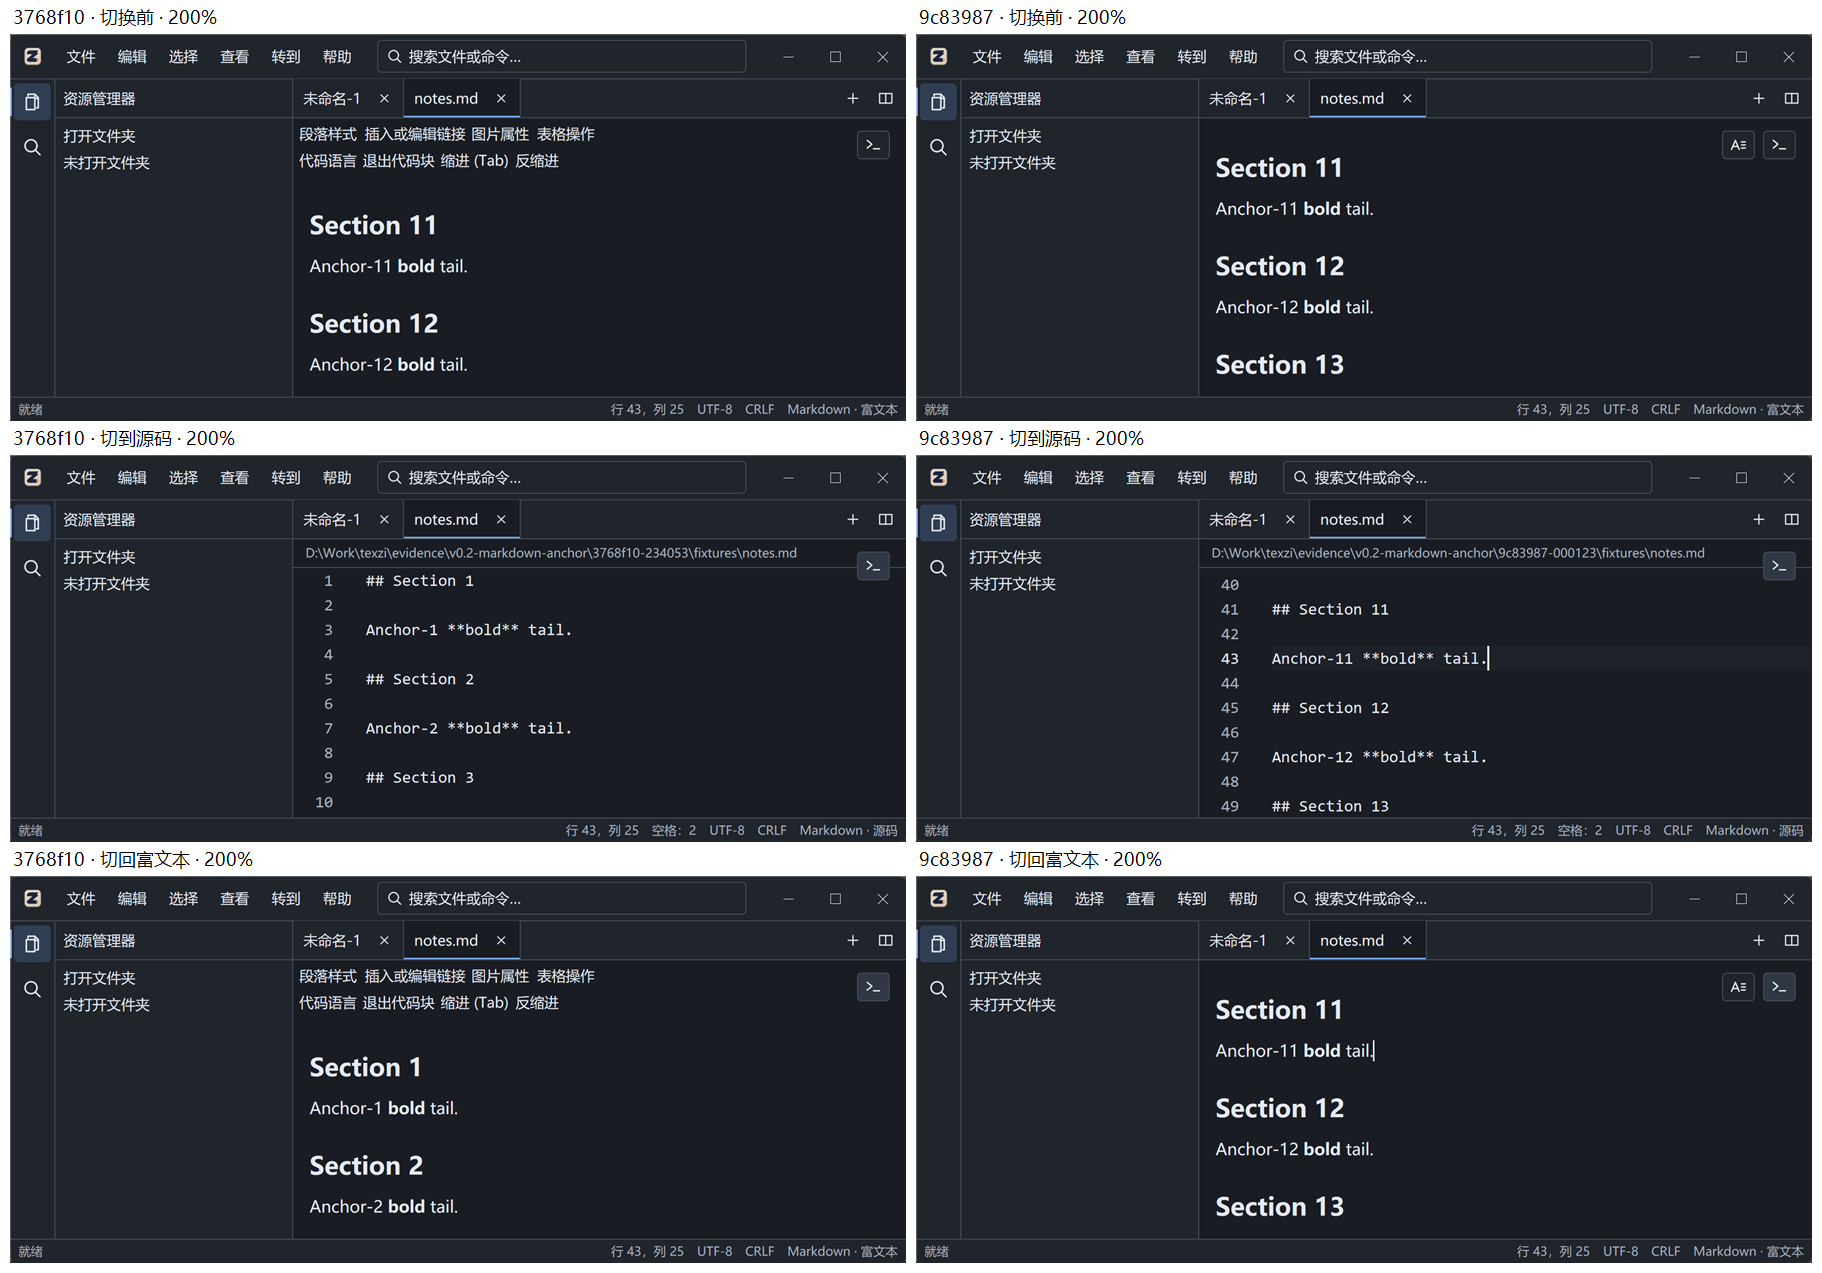 3768f10 · 切换前 · 200%
文件 编辑 选择 查看 转到 帮助 搜索文件或命令...
资源管理器 未命名-1 notes.md
打开文件夹
未打开文件夹
段落样式 插入或编辑链接 图片属性 表格操作
代码语言 退出代码块 缩进 (Tab) 反缩进
Section 11
Anchor-11 bold tail.
Section 12
Anchor-12 bold tail.
就绪 行 43，列 25 UTF-8 CRLF Markdown · 富文本
9c83987 · 切换前 · 200%
文件 编辑 选择 查看 转到 帮助 搜索文件或命令...
资源管理器 未命名-1 notes.md
打开文件夹
未打开文件夹
Section 11
Anchor-11 bold tail.
Section 12
Anchor-12 bold tail.
Section 13
就绪 行 43，列 25 UTF-8 CRLF Markdown · 富文本
3768f10 · 切到源码 · 200%
文件 编辑 选择 查看 转到 帮助 搜索文件或命令...
资源管理器 未命名-1 notes.md
打开文件夹
未打开文件夹
D:\Work\texzi\evidence\v0.2-markdown-anchor\3768f10-234053\fixtures\notes.md
1 ## Section 1
2
3 Anchor-1 **bold** tail.
4
5 ## Section 2
6
7 Anchor-2 **bold** tail.
8
9 ## Section 3
10
就绪 行 43，列 25 空格：2 UTF-8 CRLF Markdown · 源码
9c83987 · 切到源码 · 200%
文件 编辑 选择 查看 转到 帮助 搜索文件或命令...
资源管理器 未命名-1 notes.md
打开文件夹
未打开文件夹
D:\Work\texzi\evidence\v0.2-markdown-anchor\9c83987-000123\fixtures\notes.md
40
41 ## Section 11
42
43 Anchor-11 **bold** tail.
44
45 ## Section 12
46
47 Anchor-12 **bold** tail.
48
49 ## Section 13
就绪 行 43，列 25 空格：2 UTF-8 CRLF Markdown · 源码
3768f10 · 切回富文本 · 200%
文件 编辑 选择 查看 转到 帮助 搜索文件或命令...
资源管理器 未命名-1 notes.md
打开文件夹
未打开文件夹
段落样式 插入或编辑链接 图片属性 表格操作
代码语言 退出代码块 缩进 (Tab) 反缩进
Section 1
Anchor-1 bold tail.
Section 2
Anchor-2 bold tail.
就绪 行 43，列 25 UTF-8 CRLF Markdown · 富文本
9c83987 · 切回富文本 · 200%
文件 编辑 选择 查看 转到 帮助 搜索文件或命令...
资源管理器 未命名-1 notes.md
打开文件夹
未打开文件夹
Section 11
Anchor-11 bold tail.
Section 12
Anchor-12 bold tail.
Section 13
就绪 行 43，列 25 UTF-8 CRLF Markdown · 富文本